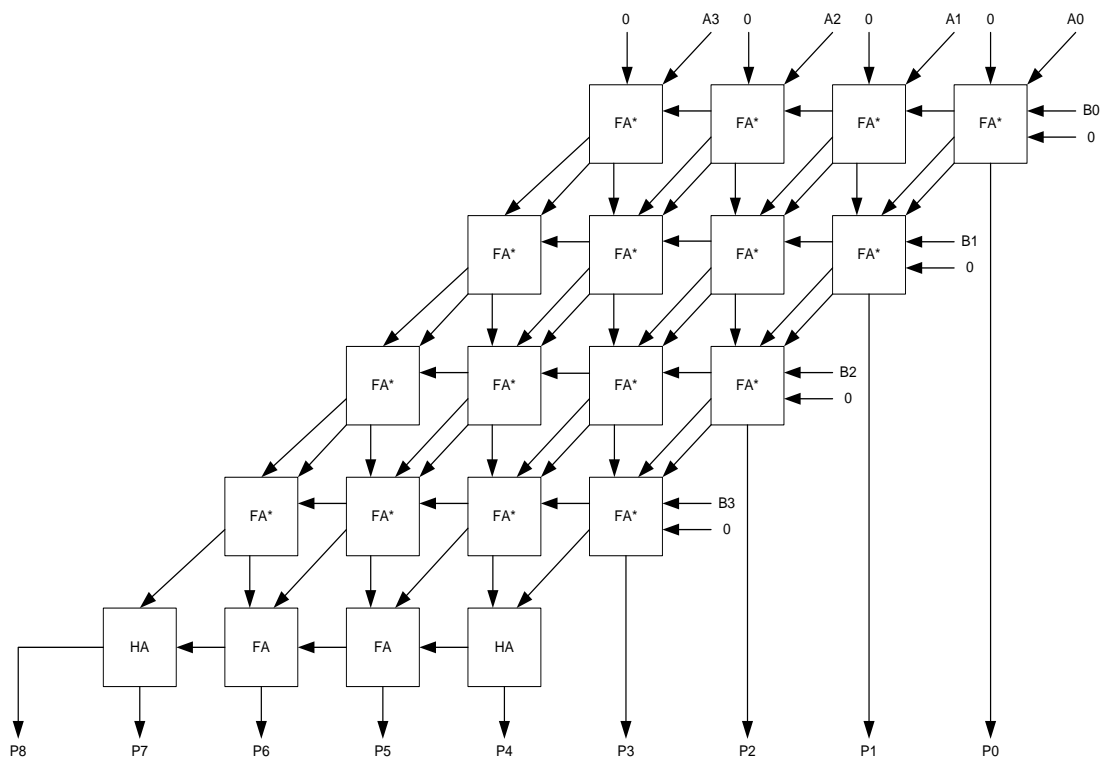 0 A3 0 A2 0 A1 0 A0
FA* FA* FA* FA* B0
0
FA* FA* FA* FA* B1
0
FA* FA* FA* FA* B2
0
FA* FA* FA* FA* B3
0
HA FA FA HA
P8 P7 P6 P5 P4 P3 P2 P1 P0